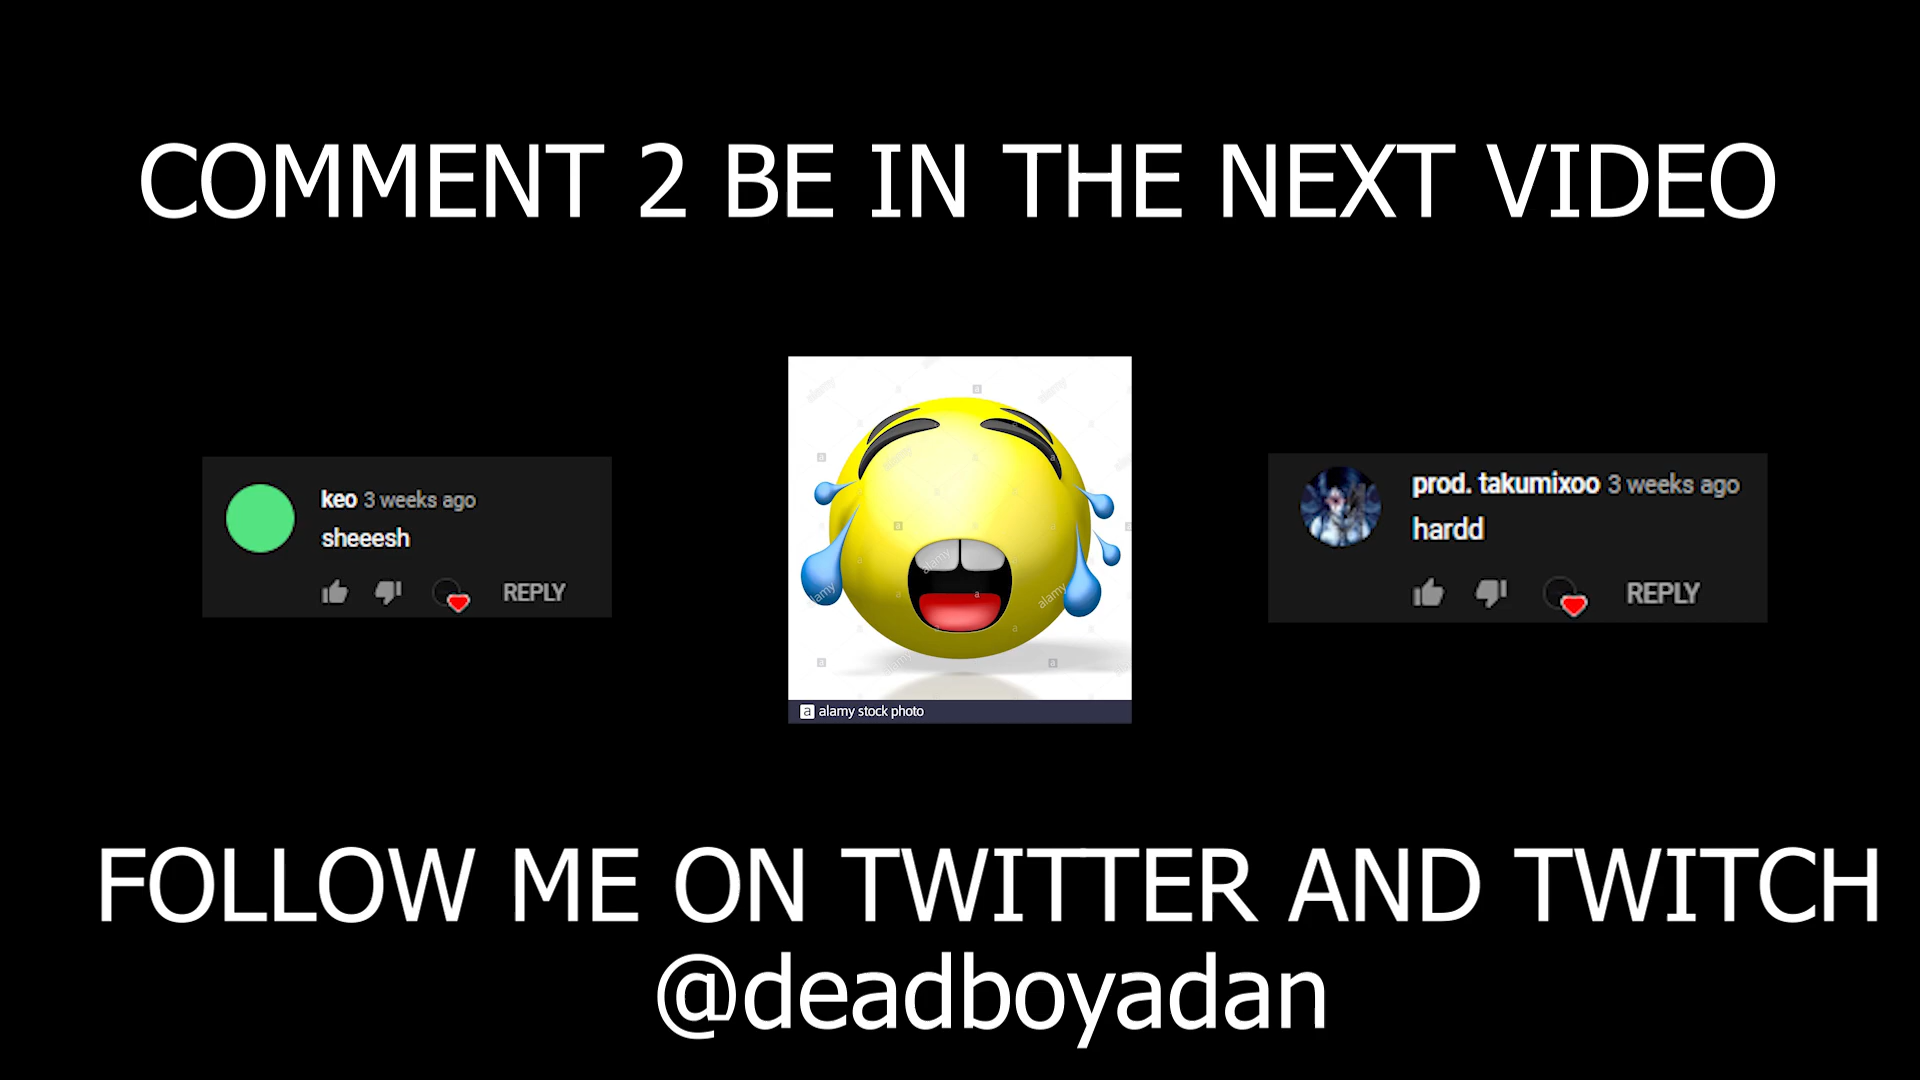 COMMENT 2 BE IN THE NEXT VIDEO
keo 3 weeks ago
sheeesh
REPLY
alamy
a alamy stock photo
prod. takumixoo 3 weeks ago
hardd
REPLY
FOLLOW ME ON TWITTER AND TWITCH
@deadboyadan